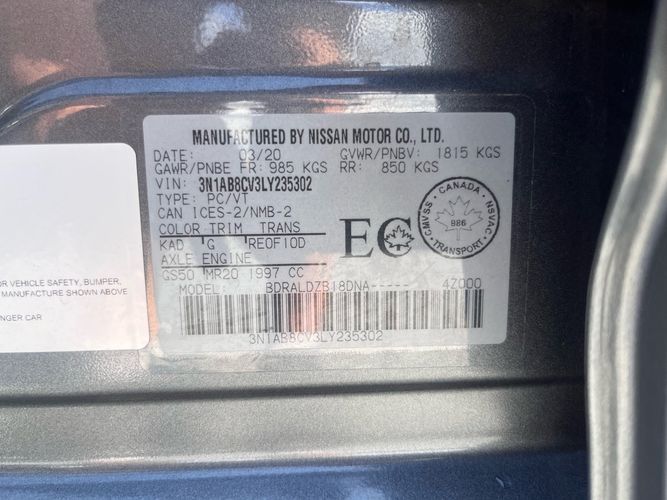 MANUFACTURED BY NISSAN MOTOR CO., LTD.
DATE: 03/20 GVWR/PNBV: 1815 KGS
GAWR/PNBE FR: 985 KGS RR: 850 KGS
VIN: 3N1AB8CV3LY235302
TYPE: PC/VT
CAN ICES-2/NMB-2
COLOR TRIM TRANS
KAD G RE0F10D
AXLE ENGINE
GS50 MR20 1997 CC
MODEL: BDRALDZB18DNA----- 4Z000
3N1AB8CV3LY235302
EC
CANADA
CMVSS NSVAC
986
TRANSPORT
OR VEHICLE SAFETY, BUMPER,
MANUFACTURE SHOWN ABOVE
NGER CAR